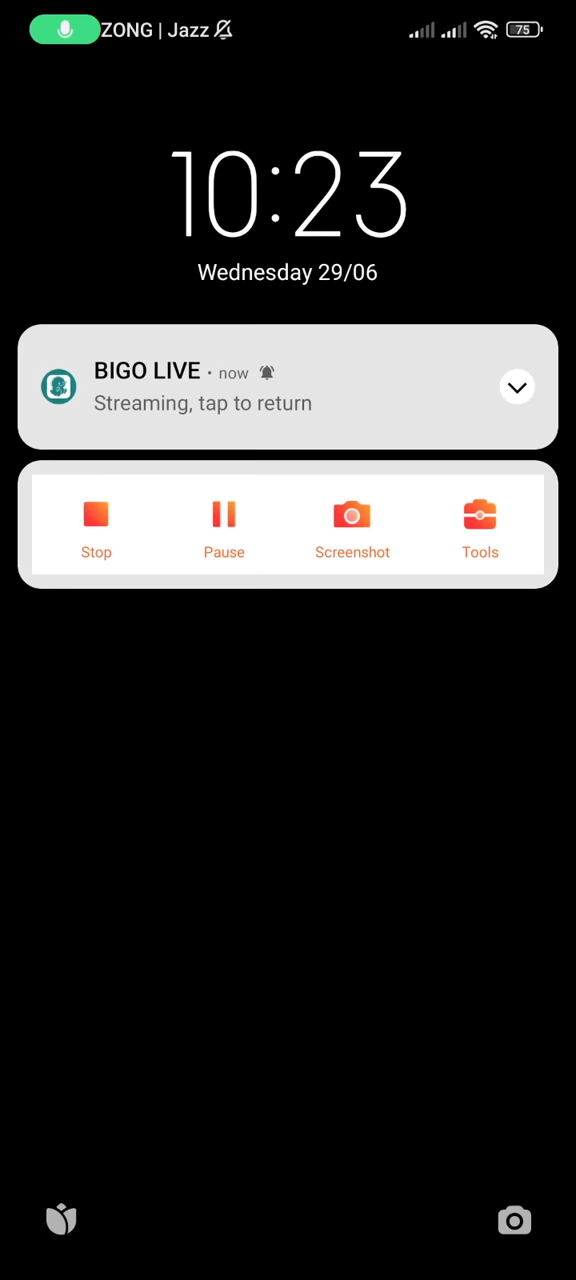 ZONG | Jazz 75
10:23
Wednesday 29/06
BIGO LIVE • now
Streaming, tap to return
Stop Pause Screenshot Tools